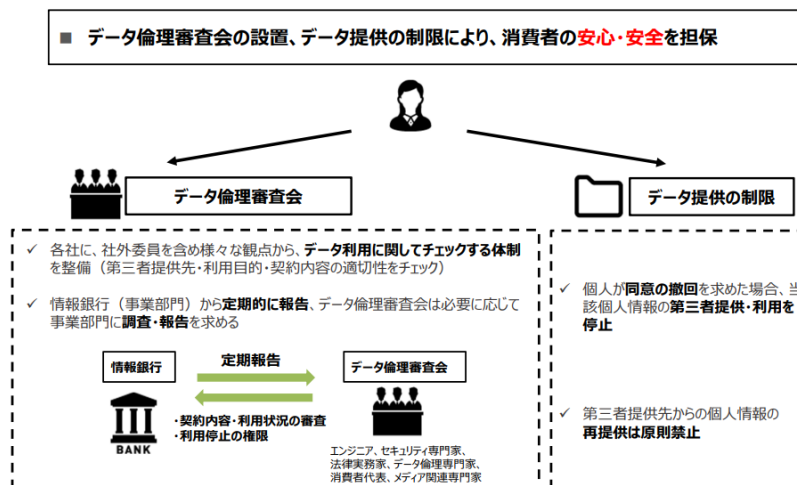 ■ データ倫理審査会の設置、データ提供の制限により、消費者の安心・安全を担保
データ倫理審査会
✓ 各社に、社外委員を含め様々な観点から、データ利用に関してチェックする体制
を整備（第三者提供先・利用目的・契約内容の適切性をチェック）
✓ 情報銀行（事業部門）から定期的に報告、データ倫理審査会は必要に応じて
事業部門に調査・報告を求める
情報銀行
定期報告
データ倫理審査会
・契約内容・利用状況の審査
・利用停止の権限
BANK
エンジニア、セキュリティ専門家、
法律実務家、データ倫理専門家、
消費者代表、メディア関連専門家
データ提供の制限
✓ 個人が同意の撤回を求めた場合、当
該個人情報の第三者提供・利用を
停止
✓ 第三者提供先からの個人情報の
再提供は原則禁止